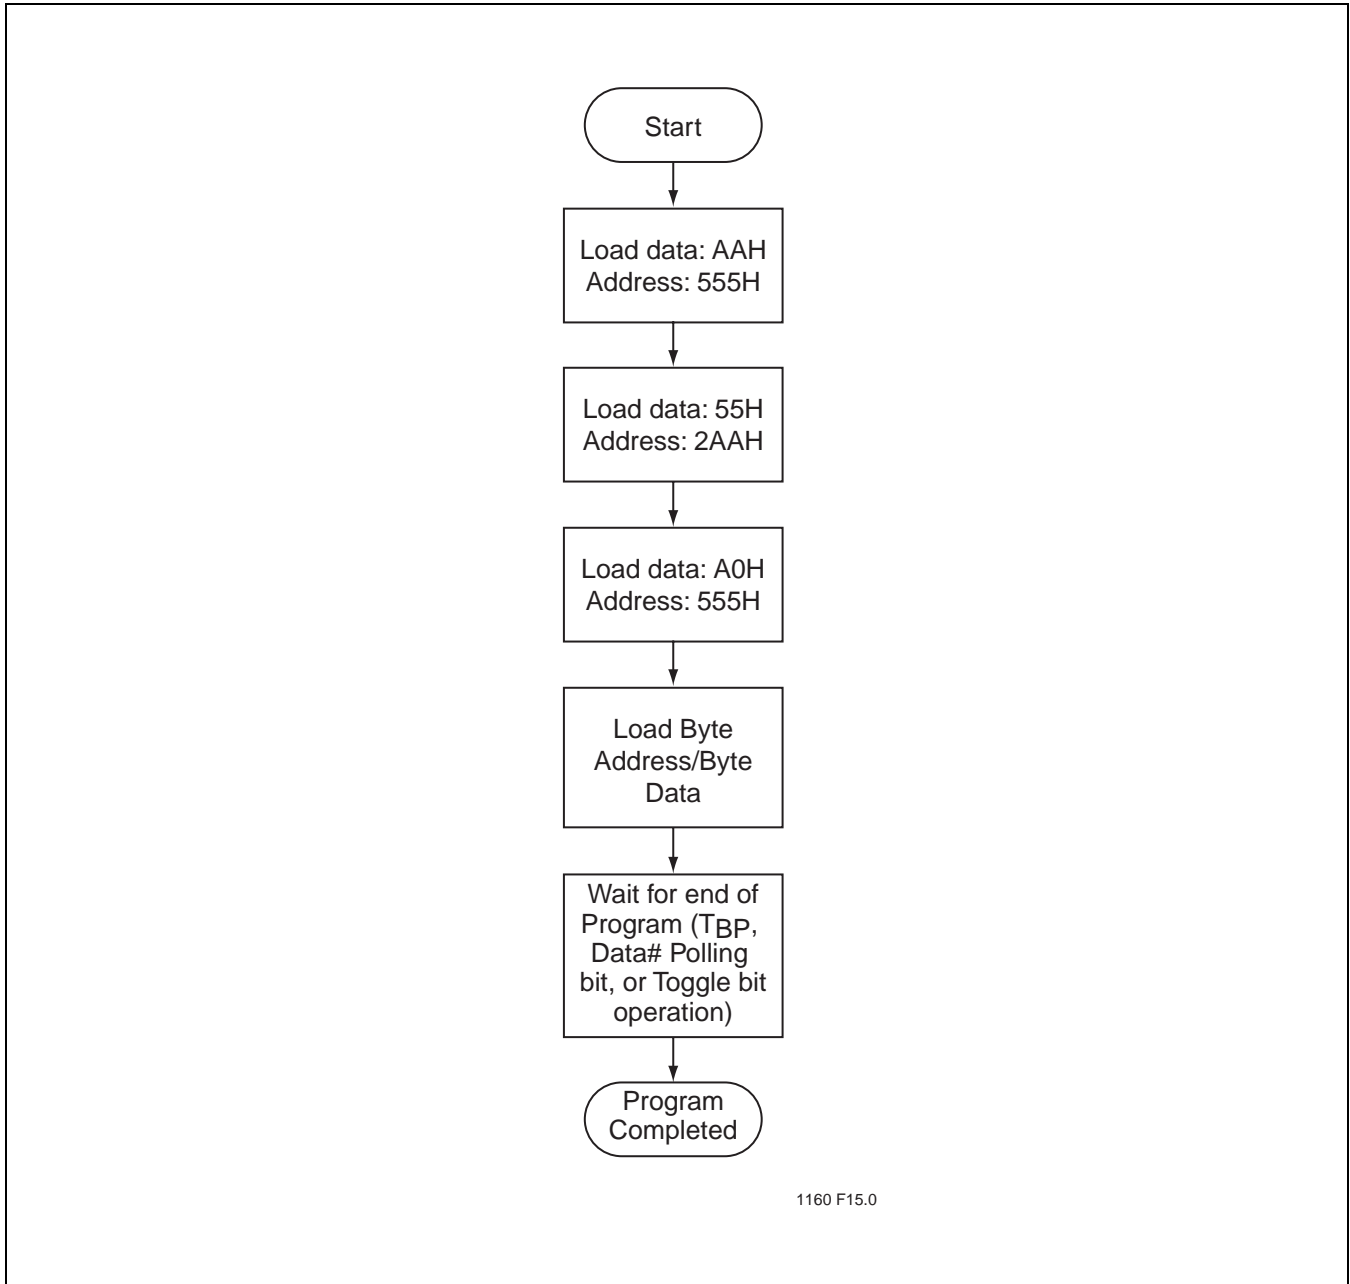 Start
Load data: AAH
Address: 555H
Load data: 55H
Address: 2AAH
Load data: A0H
Address: 555H
Load Byte
Address/Byte
Data
Wait for end of
Program (TBP,
Data# Polling
bit, or Toggle bit
operation)
Program
Completed
1160 F15.0